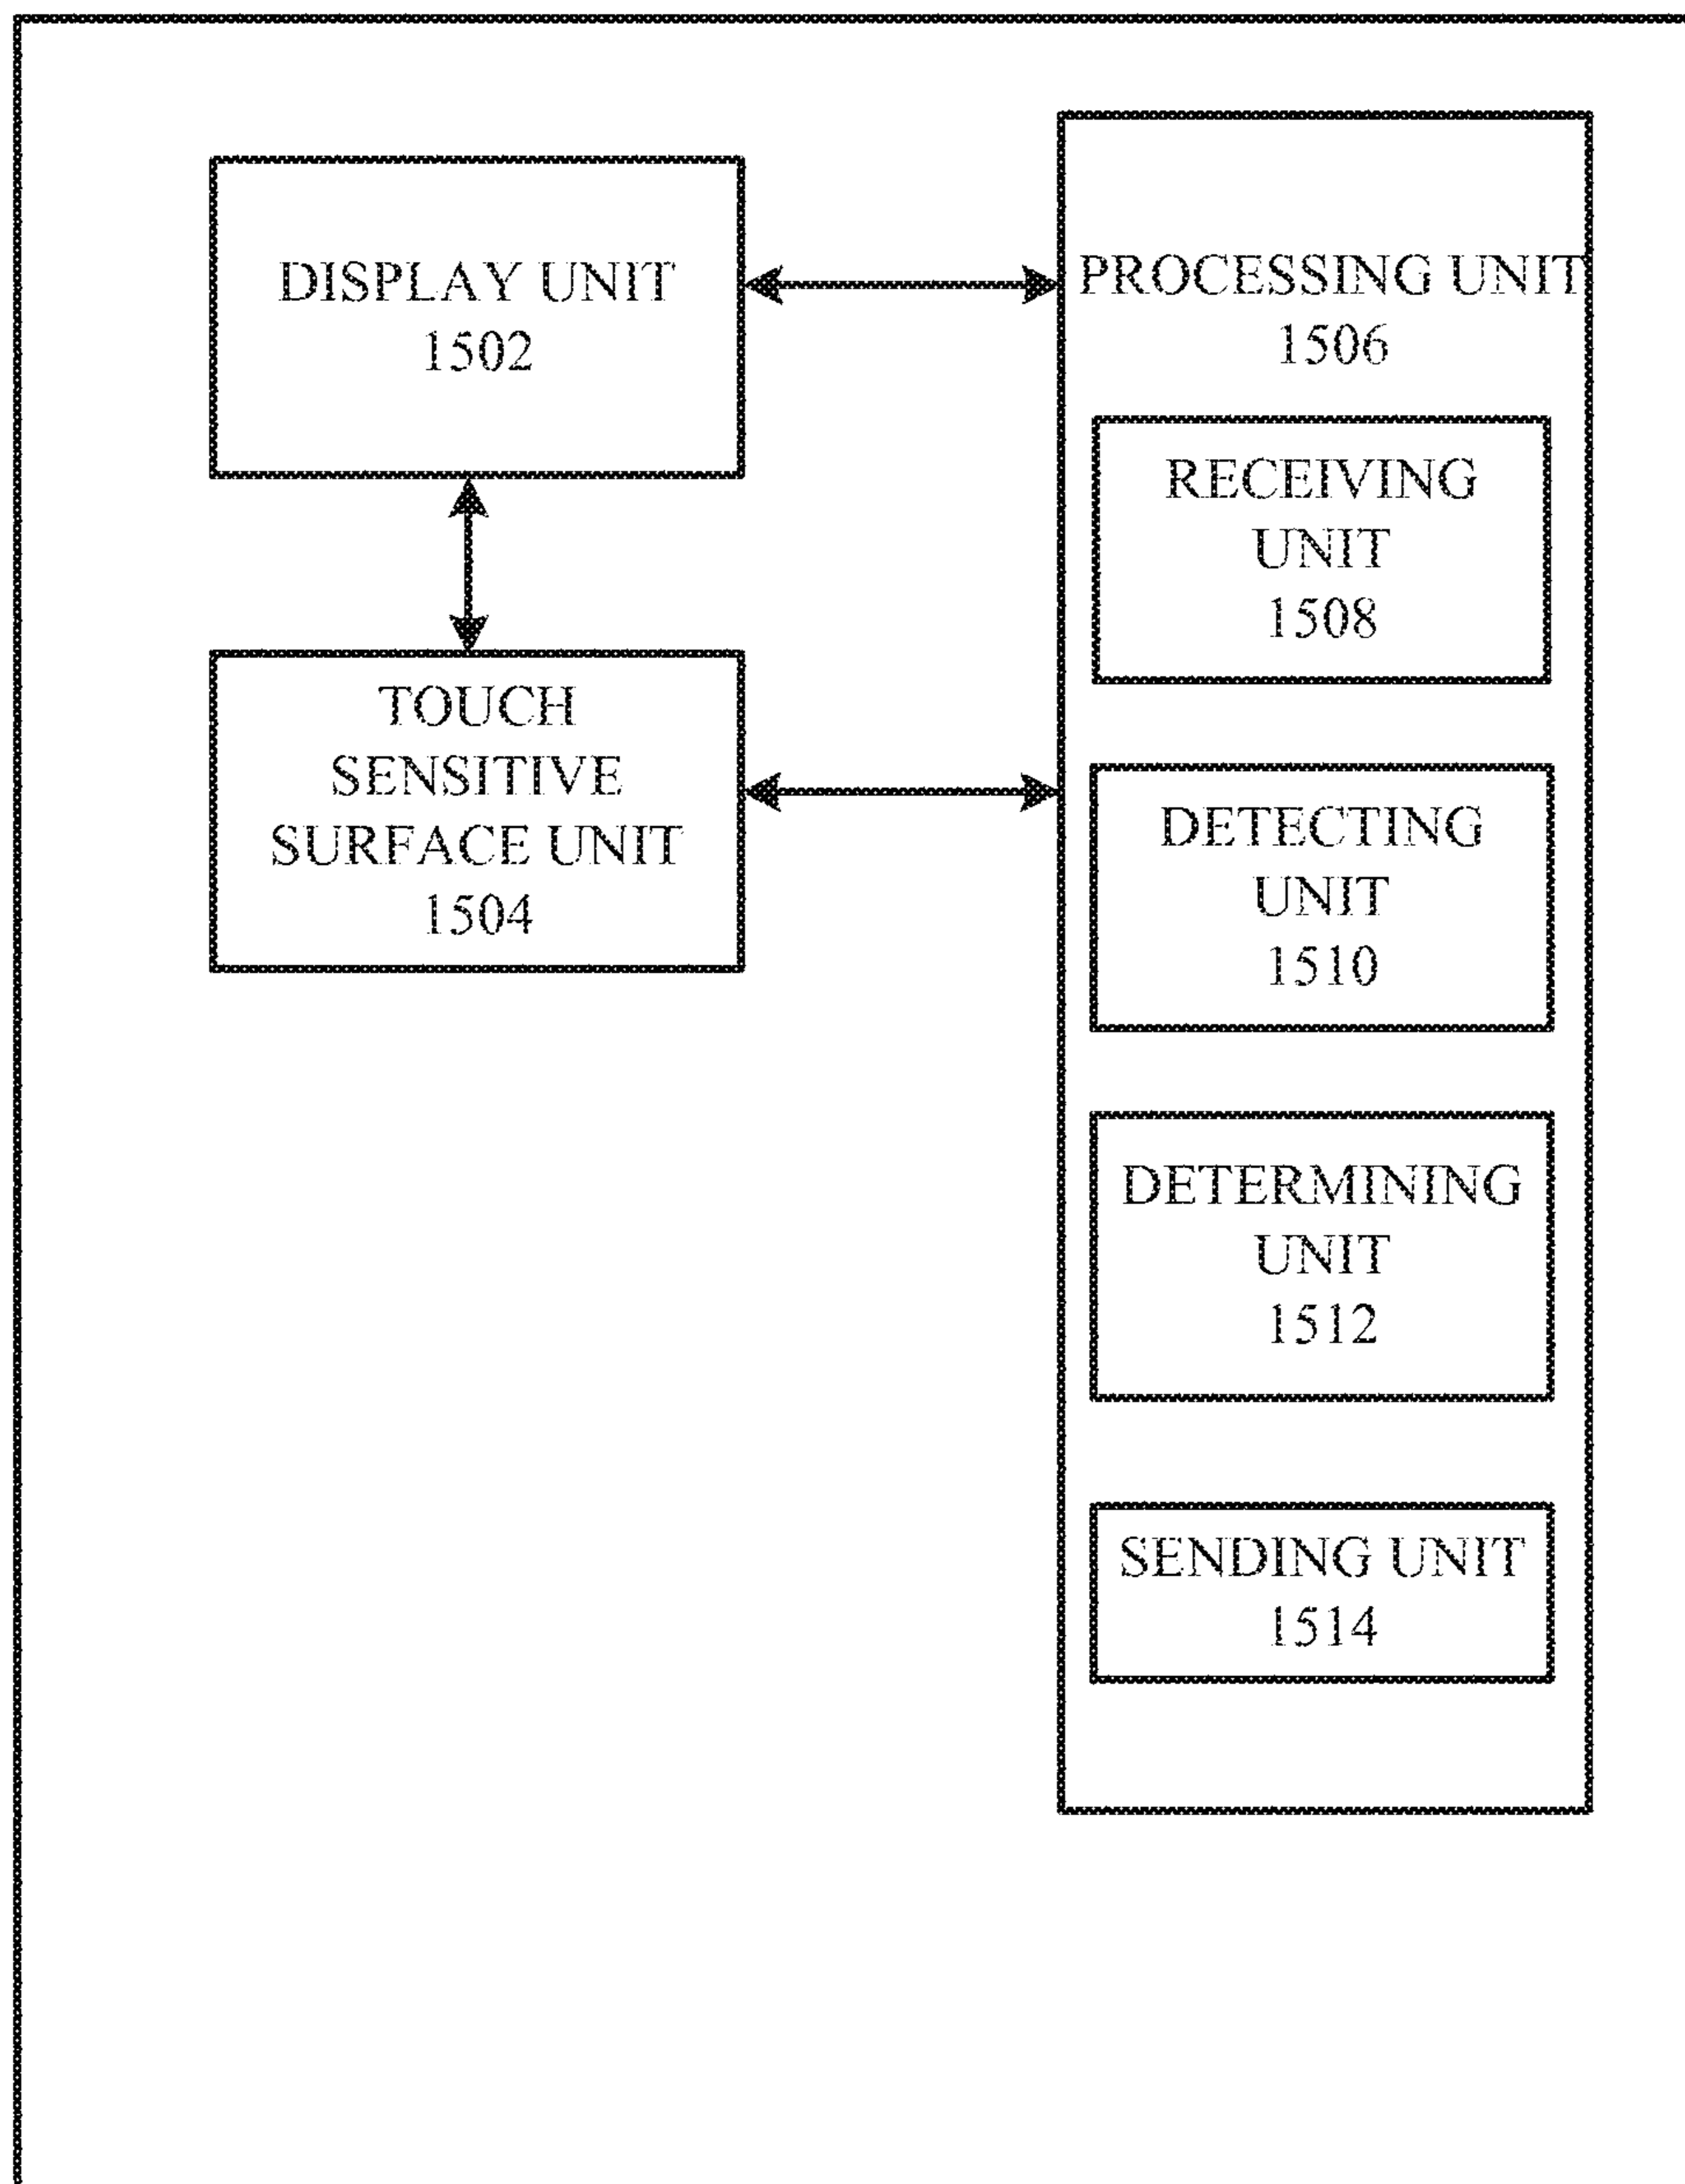 DISPLAY UNIT
1502
TOUCH
SENSITIVE
SURFACE UNIT
1504
PROCESSING UNIT
1506
RECEIVING
UNIT
1508
DETECTING
UNIT
1510
DETERMINING
UNIT
1512
SENDING UNIT
1514